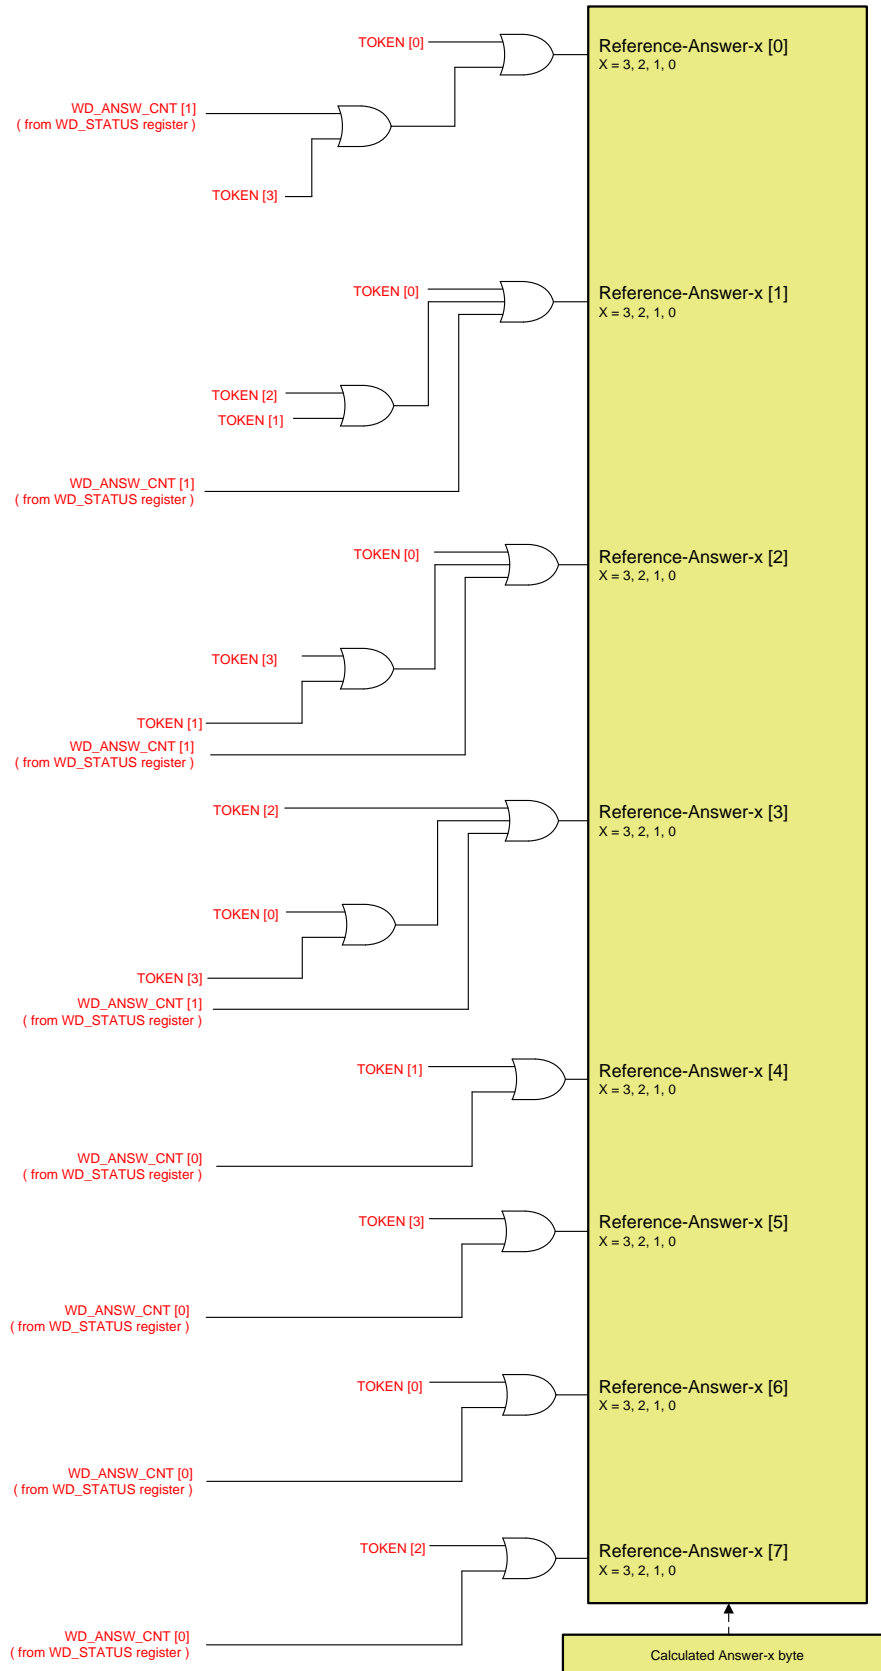 TOKEN [0]
Reference-Answer-x [0]
X = 3, 2, 1, 0
WD_ANSW_CNT [1]
( from WD_STATUS register )
TOKEN [3]
TOKEN [0]
Reference-Answer-x [1]
X = 3, 2, 1, 0
TOKEN [2]
TOKEN [1]
WD_ANSW_CNT [1]
( from WD_STATUS register )
TOKEN [0]
Reference-Answer-x [2]
X = 3, 2, 1, 0
TOKEN [3]
TOKEN [1]
WD_ANSW_CNT [1]
( from WD_STATUS register )
TOKEN [2]
Reference-Answer-x [3]
X = 3, 2, 1, 0
TOKEN [0]
TOKEN [3]
WD_ANSW_CNT [1]
( from WD_STATUS register )
TOKEN [1]
Reference-Answer-x [4]
X = 3, 2, 1, 0
WD_ANSW_CNT [0]
( from WD_STATUS register )
TOKEN [3]
Reference-Answer-x [5]
X = 3, 2, 1, 0
WD_ANSW_CNT [0]
( from WD_STATUS register )
TOKEN [0]
Reference-Answer-x [6]
X = 3, 2, 1, 0
WD_ANSW_CNT [0]
( from WD_STATUS register )
TOKEN [2]
Reference-Answer-x [7]
X = 3, 2, 1, 0
WD_ANSW_CNT [0]
( from WD_STATUS register )
Calculated Answer-x byte